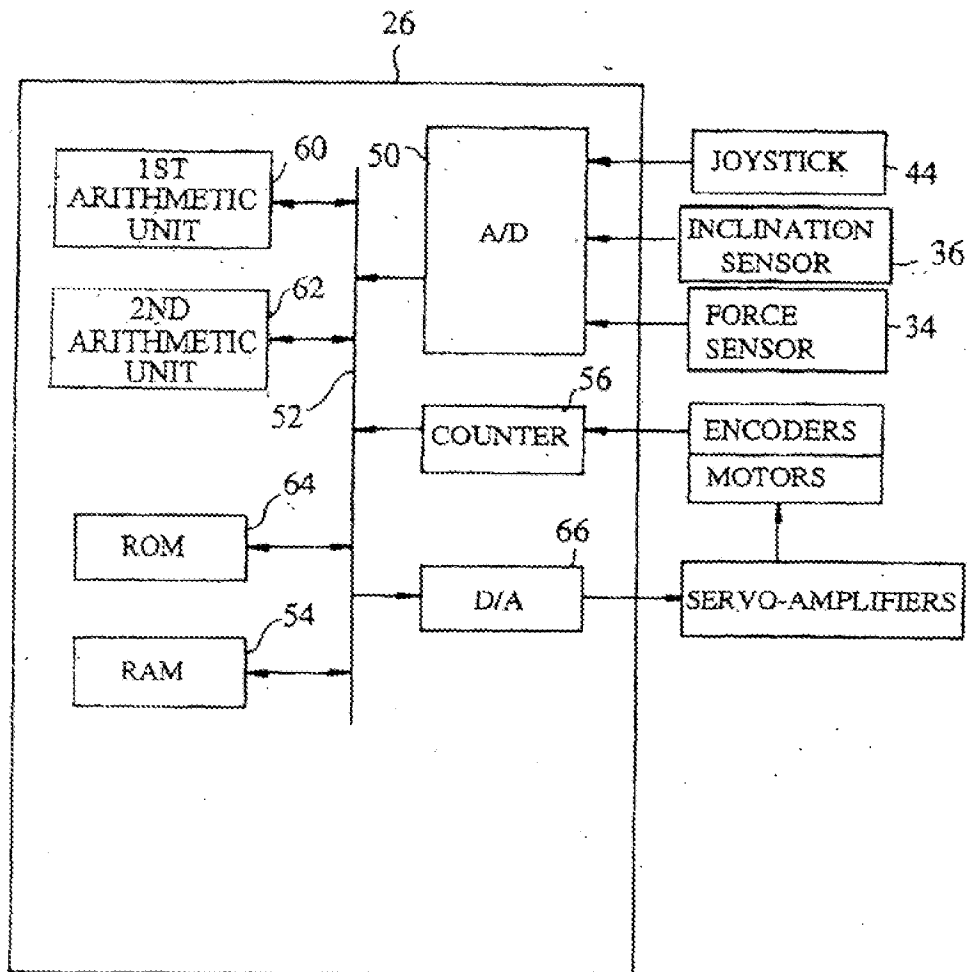 26
1ST
ARITHMETIC
UNIT
60
50
A/D
JOYSTICK
44
INCLINATION
SENSOR
36
2ND
ARITHMETIC
UNIT
62
FORCE
SENSOR
34
52
56
COUNTER
ENCODERS
MOTORS
64
ROM
66
D/A
SERVO-AMPLIFIERS
54
RAM